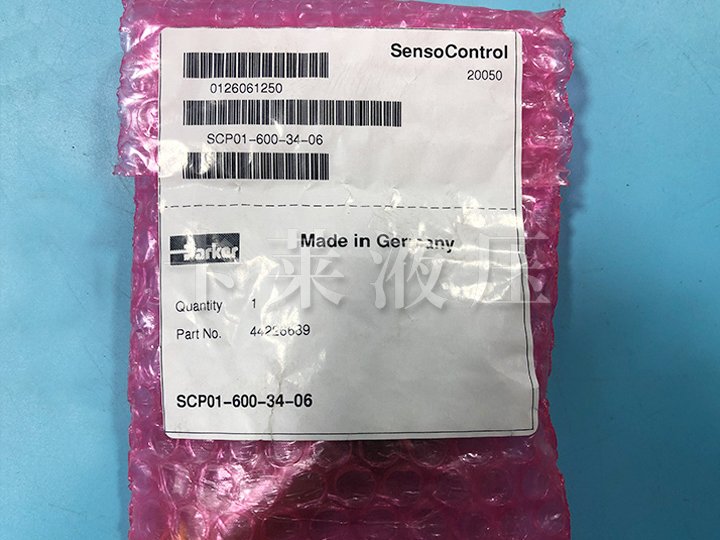 SensoControl
20050
0126061250
SCP01-600-34-06
Parker
Made in Germany
卡莱液压
Quantity 1
Part No.
SCP01-600-34-06